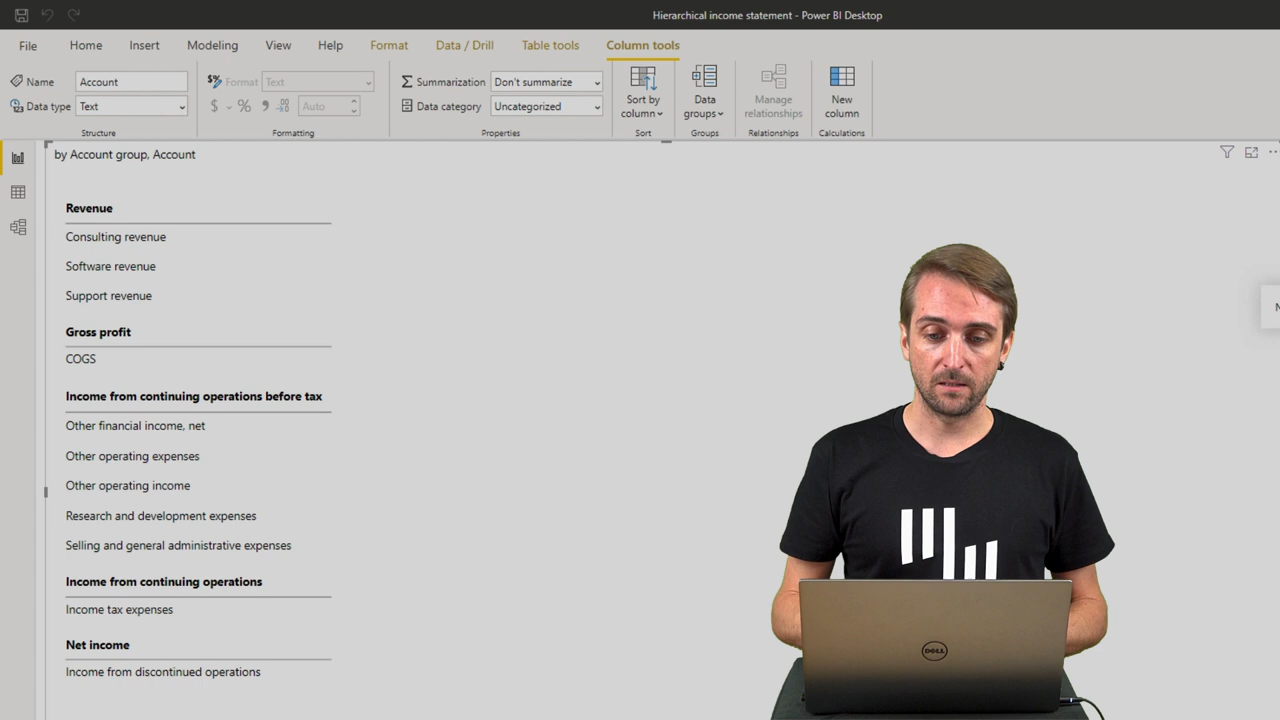 Hierarchical income statement - Power BI Desktop
File Home Insert Modeling View Help Format Data / Drill Table tools Column tools
Name Account Format Text Summarization Don't summarize
Data type Text $ % Auto Data category Uncategorized
Sort by column
Data groups
Manage relationships
New column
Structure Formatting Properties Sort Groups Relationships Calculations
by Account group, Account
Revenue
Consulting revenue
Software revenue
Support revenue
Gross profit
COGS
Income from continuing operations before tax
Other financial income, net
Other operating expenses
Other operating income
Research and development expenses
Selling and general administrative expenses
Income from continuing operations
Income tax expenses
Net income
Income from discontinued operations
DELL